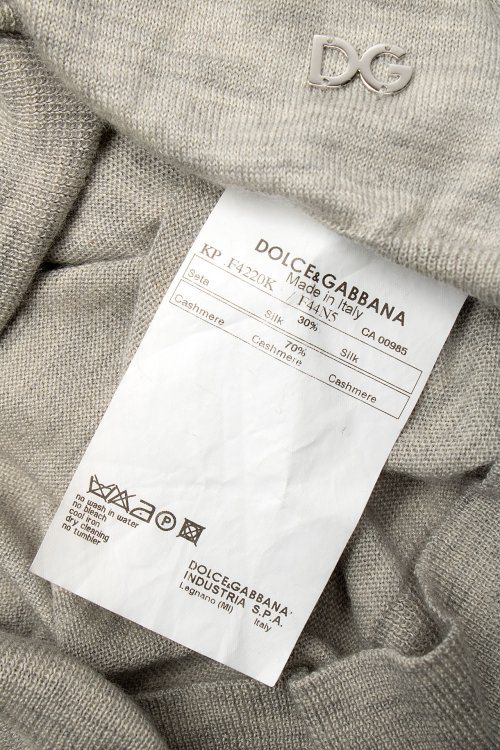 DG
DOLCE&GABBANA
Made in Italy
KP F4220K / F44N5 CA 00985
Seta Silk 30% Silk
Cashmere Cashmere 70% Cashmere
P
no wash in water
no bleach
cool iron
dry cleaning
no tumbler
DOLCE&GABBANA
INDUSTRIA S.P.A.
Legnano (MI) Italy